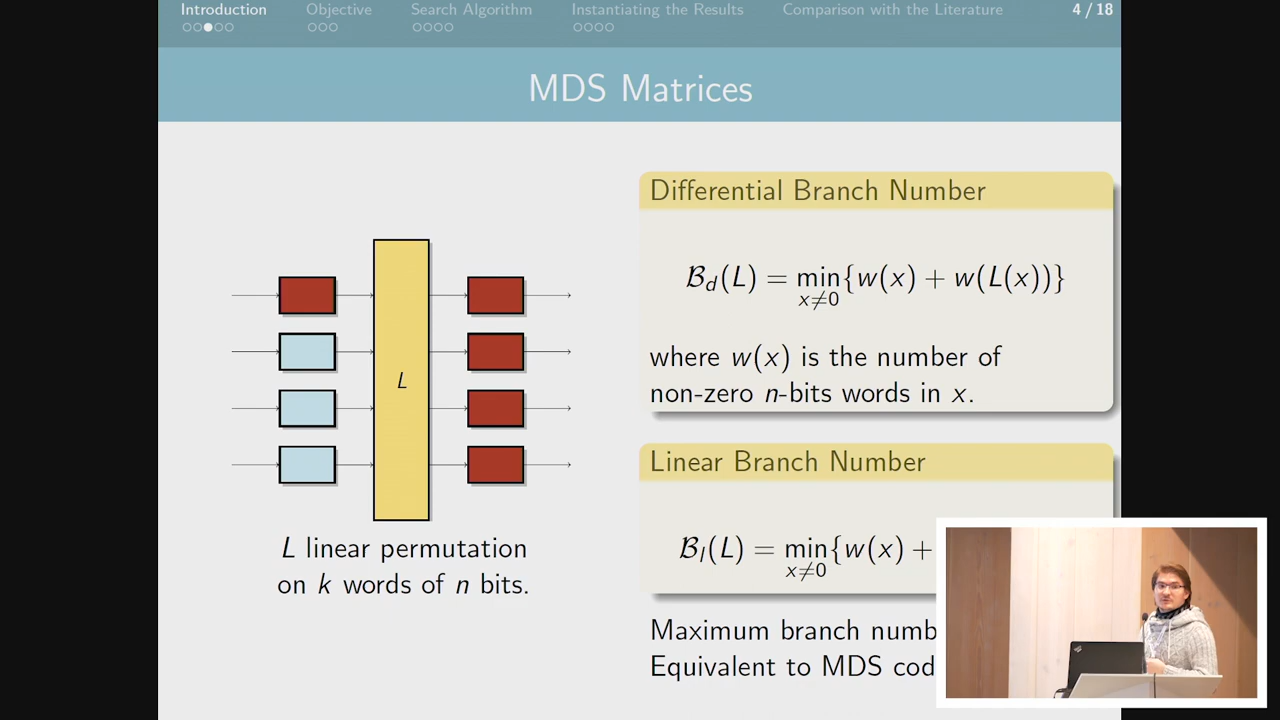 Introduction Objective Search Algorithm Instantiating the Results Comparison with the Literature 4 / 18
MDS Matrices
Differential Branch Number
𝓑_d(L) = min_{x≠0}{w(x) + w(L(x))}
where w(x) is the number of
non-zero n-bits words in x.
Linear Branch Number
𝓑_l(L) = min_{x≠0}{w(x) +
Maximum branch
Equivalent to MDS
L
L linear permutation
on k words of n bits.